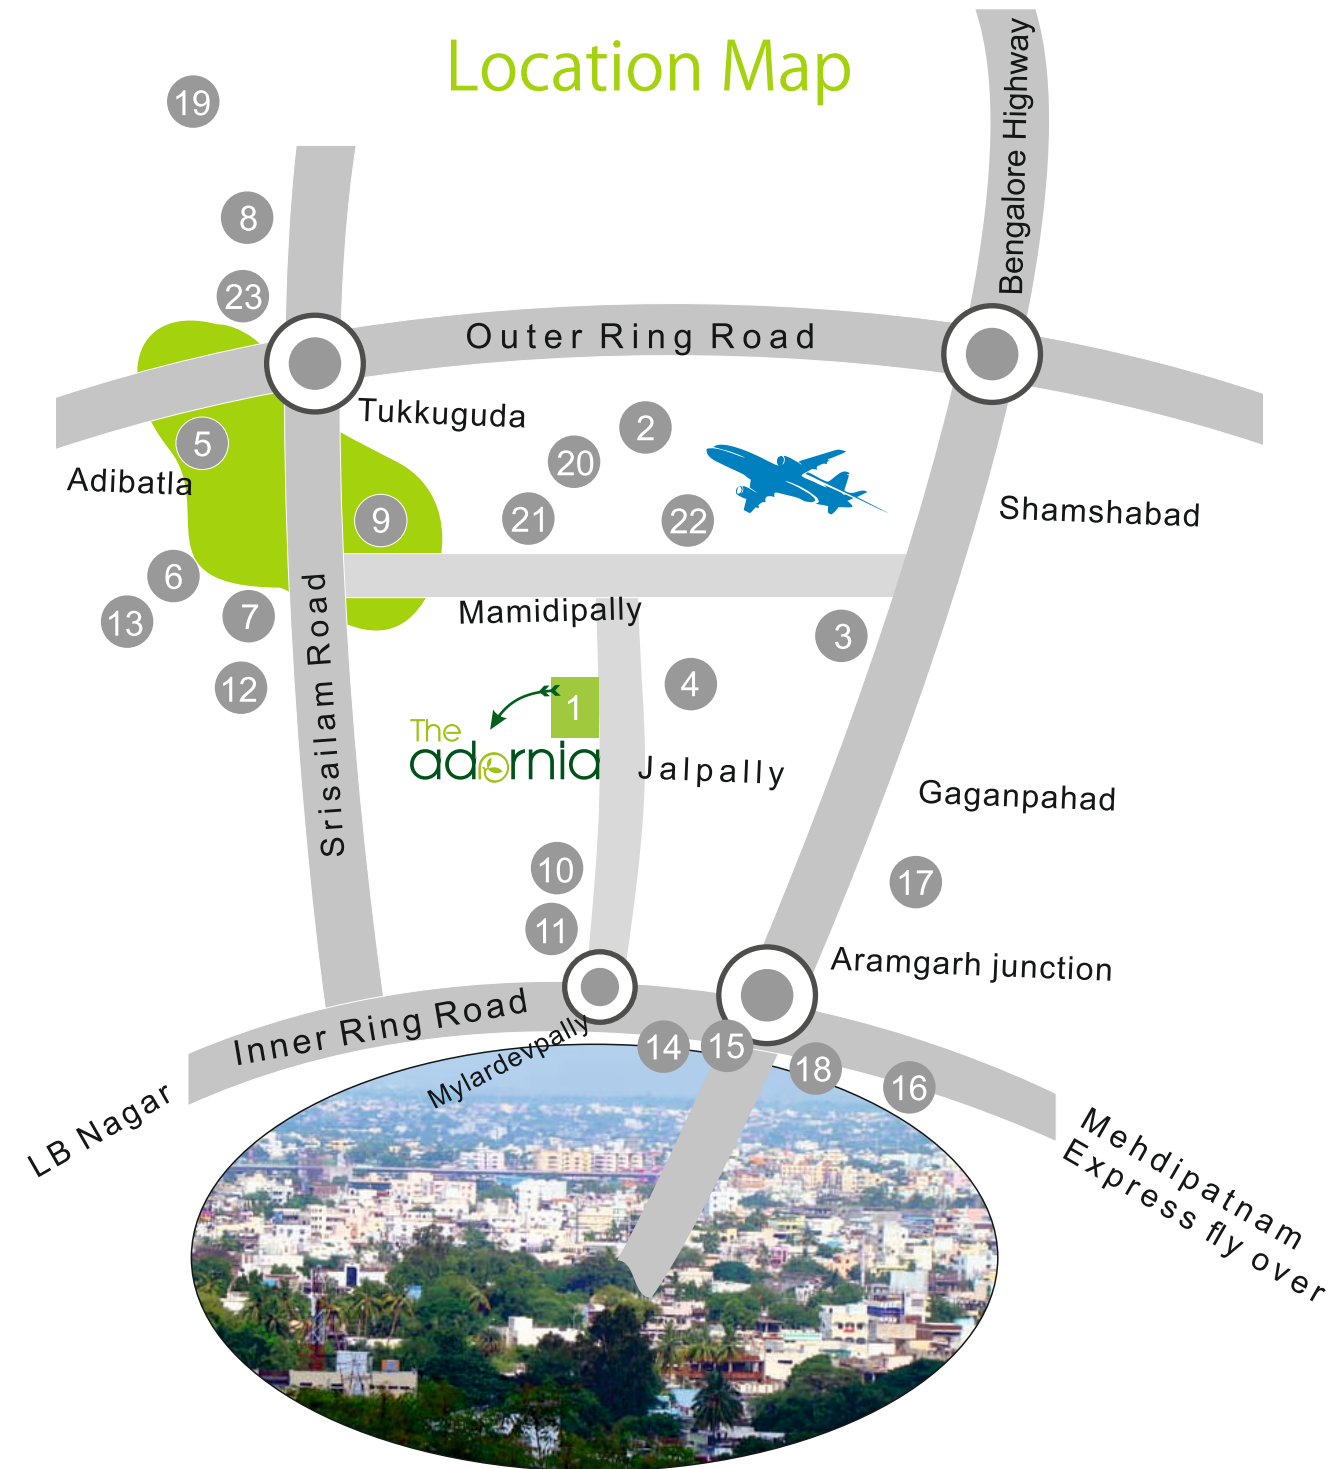 Location Map
Bengalore Highway
19
8
23
Outer Ring Road
Tukkuguda
2
5
20
Adibatla
9
21
22
Shamshabad
6
13
7
Mamidipally
3
12
4
1
The
adornia
Srisailam Road
Jalpally
Gaganpahad
10
17
11
Aramgarh junction
Inner Ring Road
Mylardevpally
14
15
18
16
LB Nagar
Mehdipatnam
Express fly over